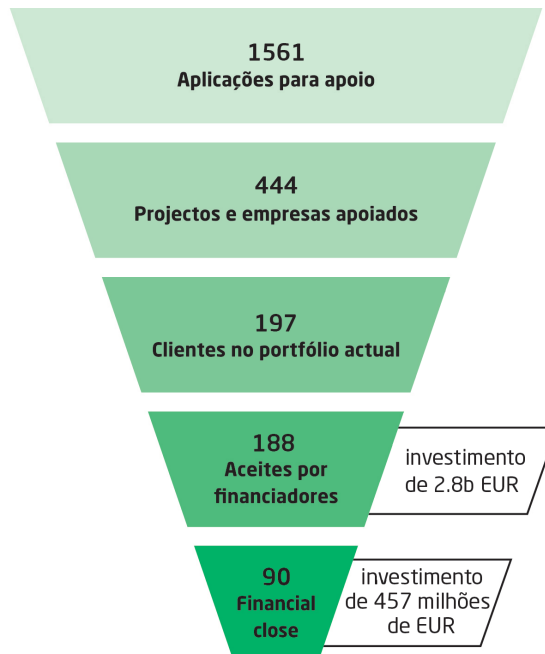 1561
Aplicações para apoio
444
Projectos e empresas apoiados
197
Clientes no portfólio actual
188
Aceites por
financiadores
investimento
de 2.8b EUR
90
Financial
close
investimento
de 457 milhões
de EUR